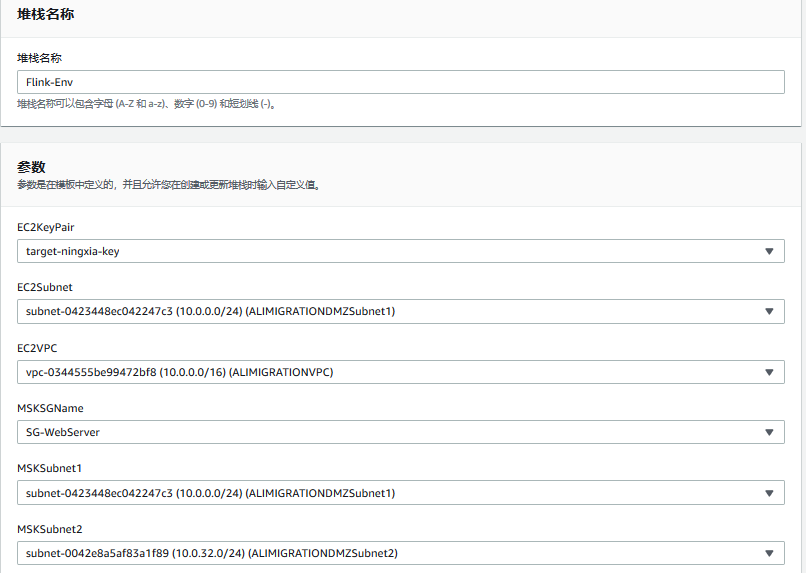 堆栈名称
堆栈名称
Flink-Env
堆栈名称可以包含字母 (A-Z 和 a-z)、数字 (0-9) 和短划线 (-)。
参数
参数是在模板中定义的，并且允许您在创建或更新堆栈时输入自定义值。
EC2KeyPair
target-ningxia-key
EC2Subnet
subnet-0423448ec042247c3 (10.0.0.0/24) (ALIMIGRATIONDMZSubnet1)
EC2VPC
vpc-0344555be99472bf8 (10.0.0.0/16) (ALIMIGRATIONVPC)
MSKSGName
SG-WebServer
MSKSubnet1
subnet-0423448ec042247c3 (10.0.0.0/24) (ALIMIGRATIONDMZSubnet1)
MSKSubnet2
subnet-0042e8a5af83a1f89 (10.0.32.0/24) (ALIMIGRATIONDMZSubnet2)